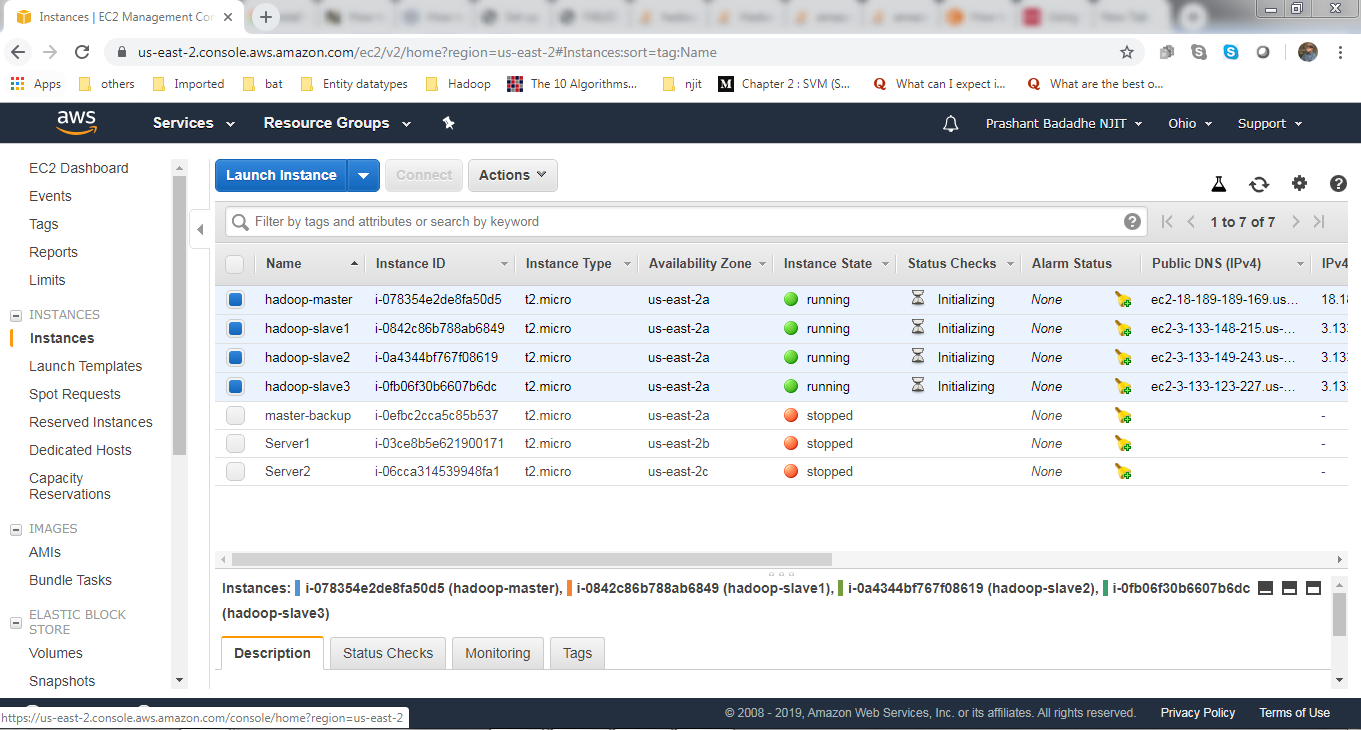 Instances | EC2 Management Con
New Tab
us-east-2.console.aws.amazon.com/ec2/v2/home?region=us-east-2#Instances:sort=tag:Name
Apps others Imported bat Entity datatypes Hadoop The 10 Algorithms... njit M Chapter 2 : SVM (S... Q What can I expect i... Q What are the best o...
aws Services Resource Groups Prashant Badadhe NJIT Ohio Support
EC2 Dashboard
Events
Tags
Reports
Limits
INSTANCES
Instances
Launch Templates
Spot Requests
Reserved Instances
Dedicated Hosts
Capacity
Reservations
IMAGES
AMIs
Bundle Tasks
ELASTIC BLOCK
STORE
Volumes
Snapshots
Launch Instance Connect Actions
Filter by tags and attributes or search by keyword ? 1 to 7 of 7
Name Instance ID Instance Type Availability Zone Instance State Status Checks Alarm Status Public DNS (IPv4) IPv4
hadoop-master i-078354e2de8fa50d5 t2.micro us-east-2a running Initializing None ec2-18-189-189-169.us... 18.18
hadoop-slave1 i-0842c86b788ab6849 t2.micro us-east-2a running Initializing None ec2-3-133-148-215.us-... 3.133
hadoop-slave2 i-0a4344bf767f08619 t2.micro us-east-2a running Initializing None ec2-3-133-149-243.us-... 3.133
hadoop-slave3 i-0fb06f30b6607b6dc t2.micro us-east-2a running Initializing None ec2-3-133-123-227.us-... 3.133
master-backup i-0efbc2cca5c85b537 t2.micro us-east-2a stopped None -
Server1 i-03ce8b5e621900171 t2.micro us-east-2b stopped None -
Server2 i-06cca314539948fa1 t2.micro us-east-2c stopped None -
Instances: i-078354e2de8fa50d5 (hadoop-master), i-0842c86b788ab6849 (hadoop-slave1), i-0a4344bf767f08619 (hadoop-slave2), i-0fb06f30b6607b6dc
(hadoop-slave3)
Description Status Checks Monitoring Tags
https://us-east-2.console.aws.amazon.com/console/home?region=us-east-2
© 2008 - 2019, Amazon Web Services, Inc. or its affiliates. All rights reserved. Privacy Policy Terms of Use